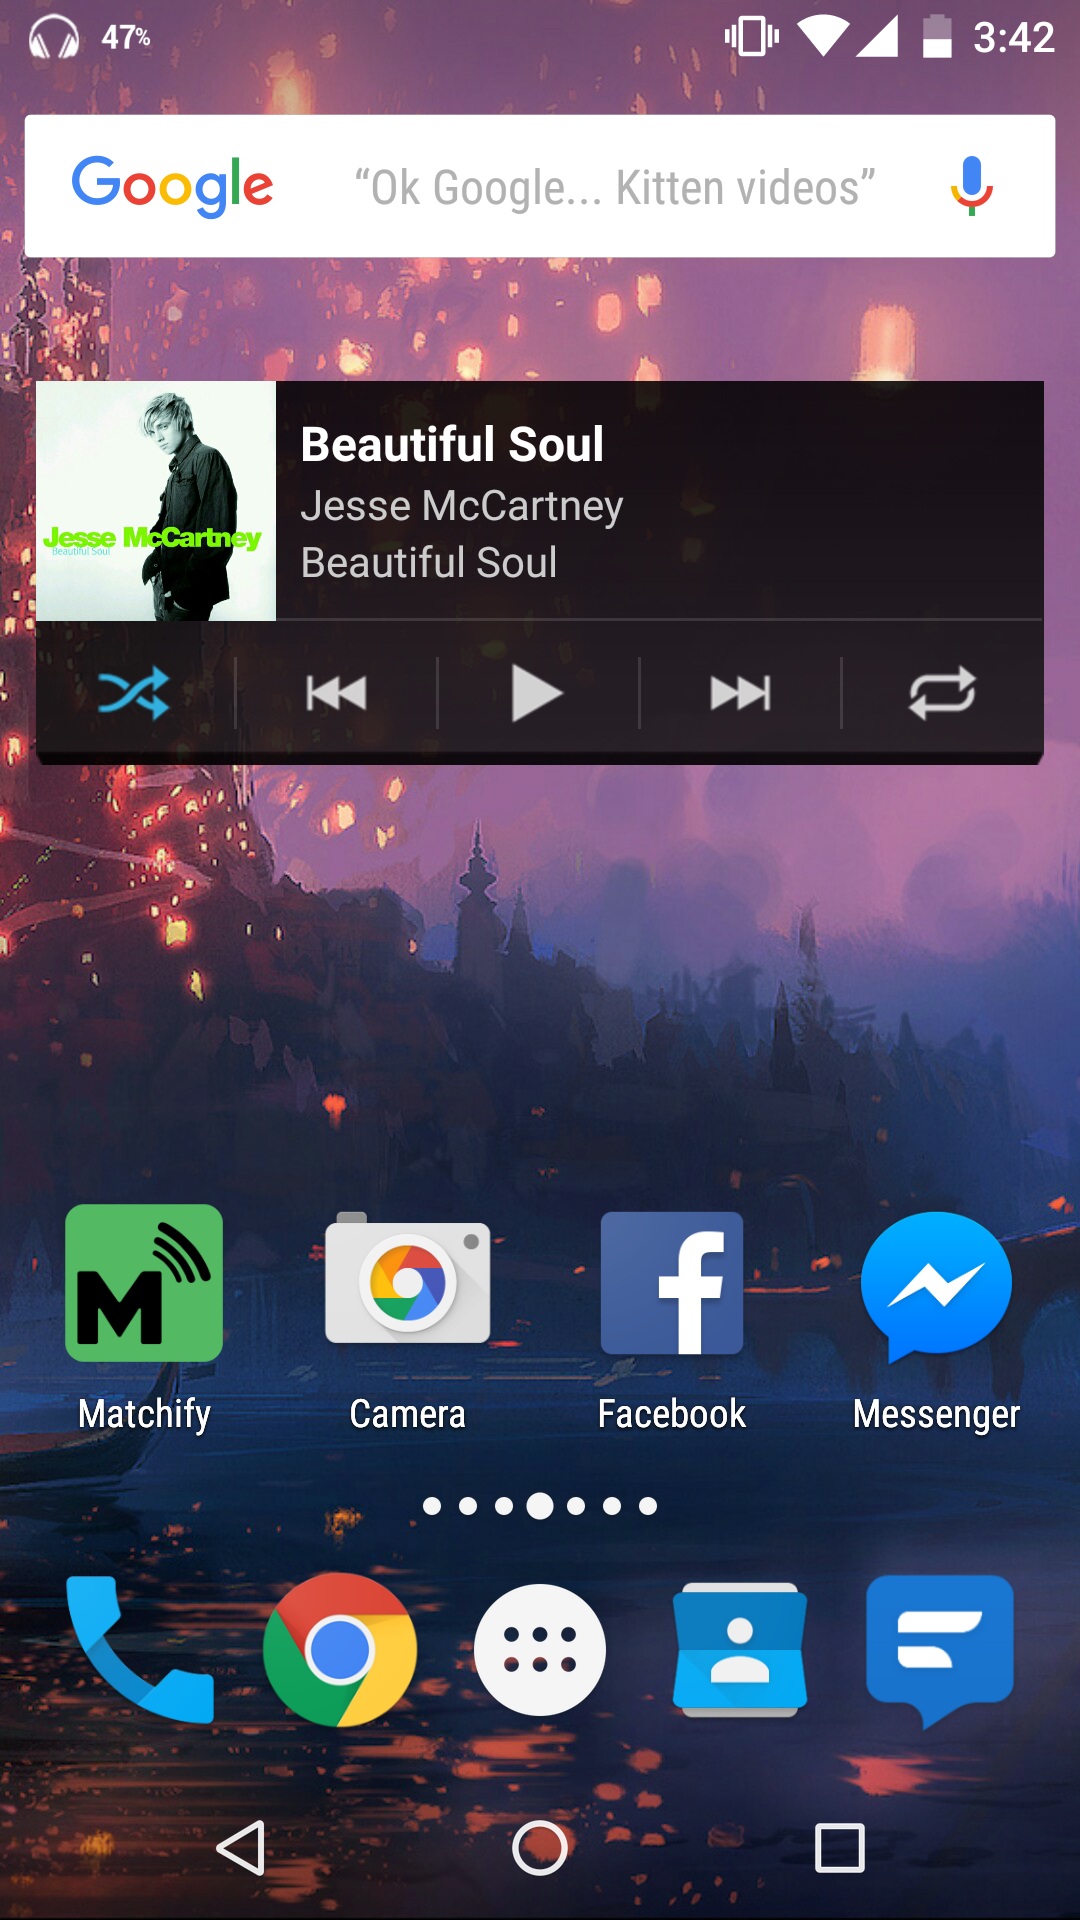 47%
3:42
Google
“Ok Google... Kitten videos”
Beautiful Soul
Jesse McCartney
Beautiful Soul
Jesse McCartney
Beautiful Soul
M
Matchify
Camera
f
Facebook
Messenger